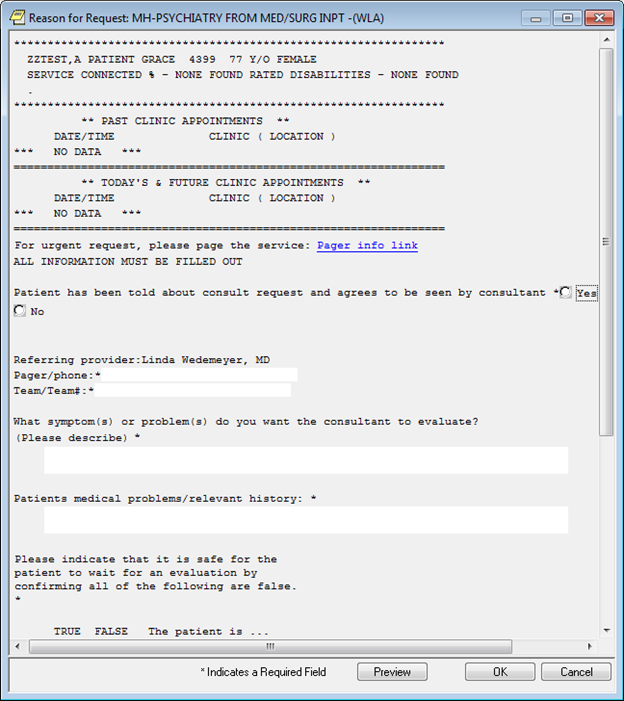 Reason for Request: MH-PSYCHIATRY FROM MED/SURG INPT -(WLA)
****************************************************************
ZZTEST,A PATIENT GRACE 4399 77 Y/O FEMALE
SERVICE CONNECTED % - NONE FOUND RATED DISABILITIES - NONE FOUND
.
****************************************************************
** PAST CLINIC APPOINTMENTS **
DATE/TIME CLINIC ( LOCATION )
*** NO DATA ***
================================================================
** TODAY'S & FUTURE CLINIC APPOINTMENTS **
DATE/TIME CLINIC ( LOCATION )
*** NO DATA ***
================================================================
For urgent request, please page the service: Pager info link
ALL INFORMATION MUST BE FILLED OUT
Patient has been told about consult request and agrees to be seen by consultant * Yes
No
Referring provider:Linda Wedemeyer, MD
Pager/phone:*
Team/Team#:*
What symptom(s) or problem(s) do you want the consultant to evaluate?
(Please describe) *
Patients medical problems/relevant history: *
Please indicate that it is safe for the
patient to wait for an evaluation by
confirming all of the following are false.
*
TRUE FALSE The patient is ...
* Indicates a Required Field Preview OK Cancel